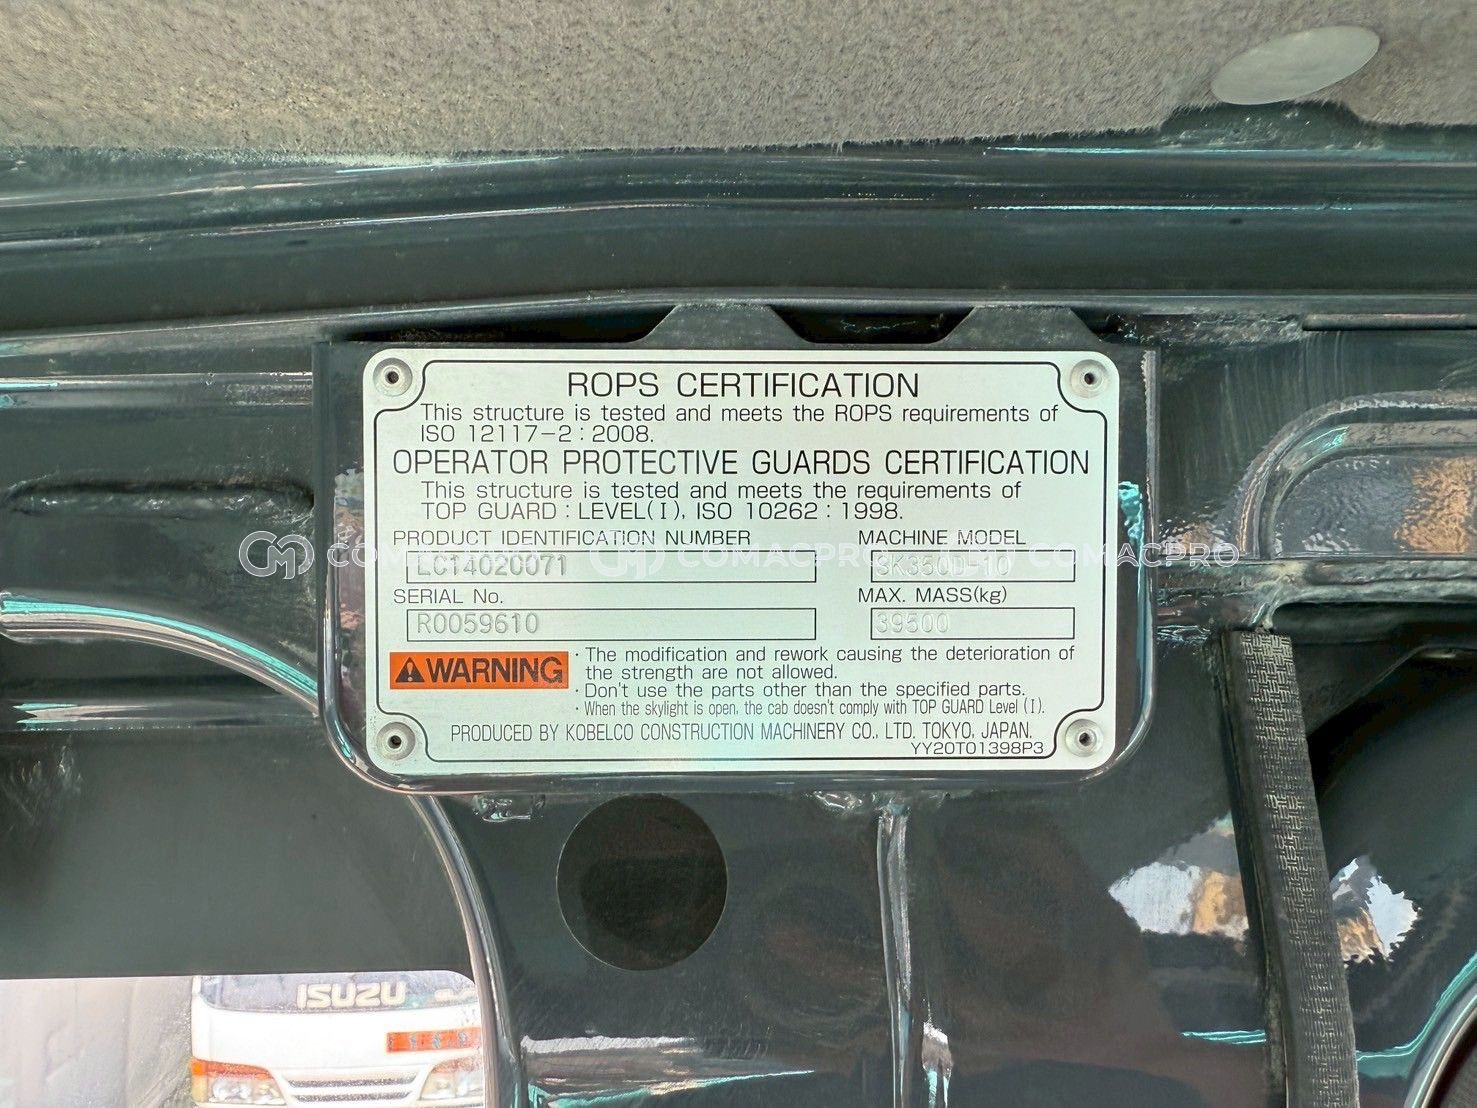 ROPS CERTIFICATION
This structure is tested and meets the ROPS requirements of
ISO 12117-2 : 2008.
OPERATOR PROTECTIVE GUARDS CERTIFICATION
This structure is tested and meets the requirements of
TOP GUARD : LEVEL(I), ISO 10262 : 1998.
PRODUCT IDENTIFICATION NUMBER MACHINE MODEL
COMACPRO COMACPRO COMACPRO
LC14020071 SK350D-10
SERIAL No. MAX. MASS(kg)
R0059610 39500
WARNING
· The modification and rework causing the deterioration of
the strength are not allowed.
· Don't use the parts other than the specified parts.
· When the skylight is open, the cab doesn't comply with TOP GUARD Level (I).
PRODUCED BY KOBELCO CONSTRUCTION MACHINERY CO., LTD. TOKYO, JAPAN.
YY20T01398P3
ISUZU